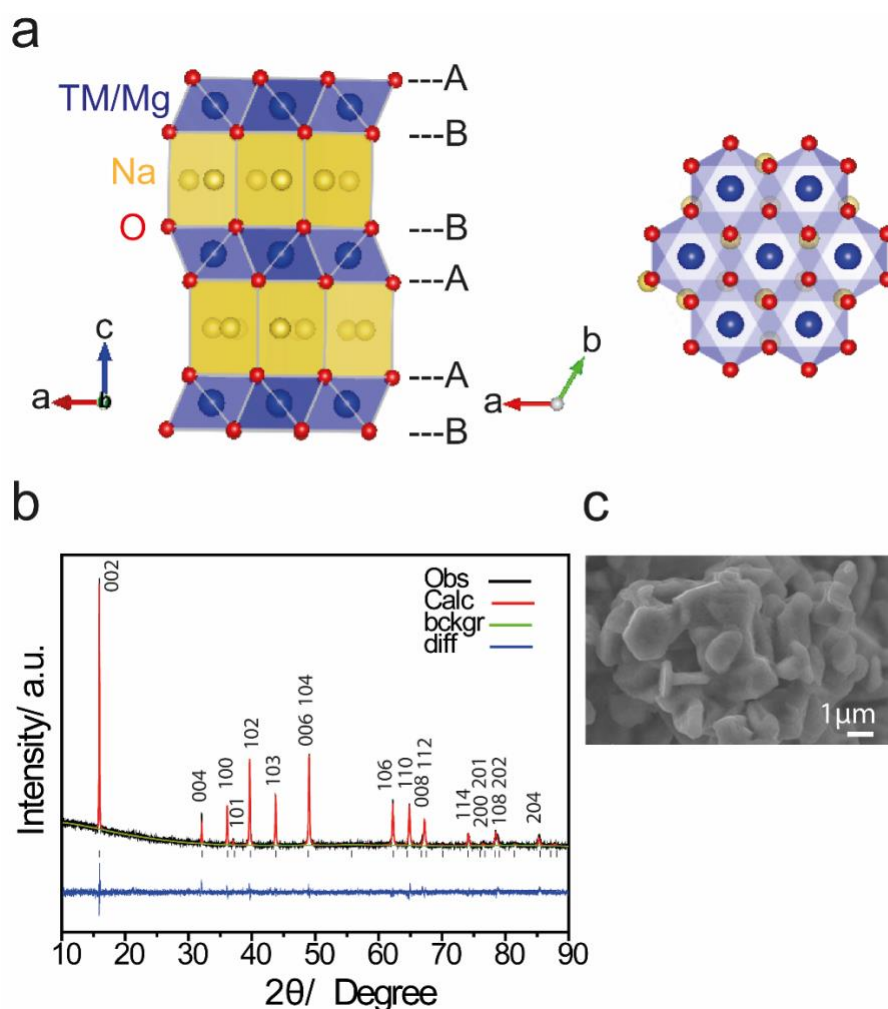 a
TM/Mg
Na
O
---A
---B
---B
---A
---A
---B
c
a
b
b
a
b
c
002
004
100
101
102
103
006 104
106
110
008 112
114
200 201
108 202
204
Obs
Calc
bckgr
diff
Intensity/ a.u.
10 20 30 40 50 60 70 80 90
2θ/ Degree
1μm